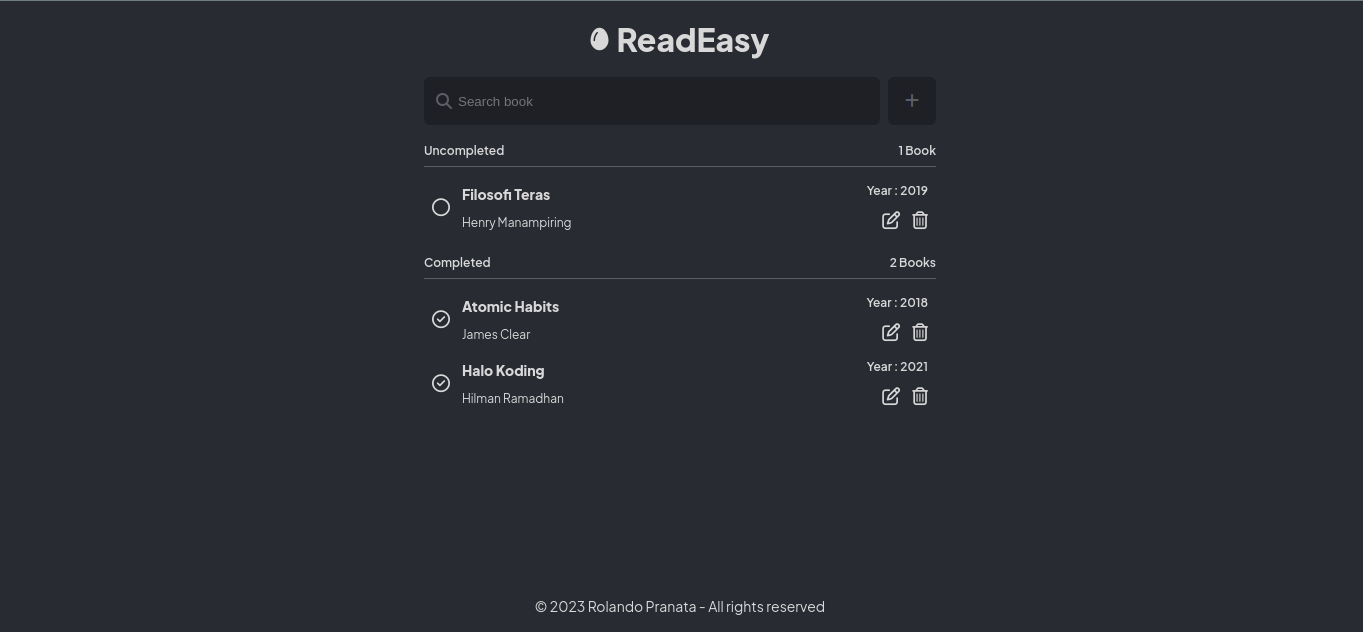 ReadEasy
Search book
Uncompleted 1 Book
Filosofi Teras Year : 2019
Henry Manampiring
Completed 2 Books
Atomic Habits Year : 2018
James Clear
Halo Koding Year : 2021
Hilman Ramadhan
© 2023 Rolando Pranata - All rights reserved